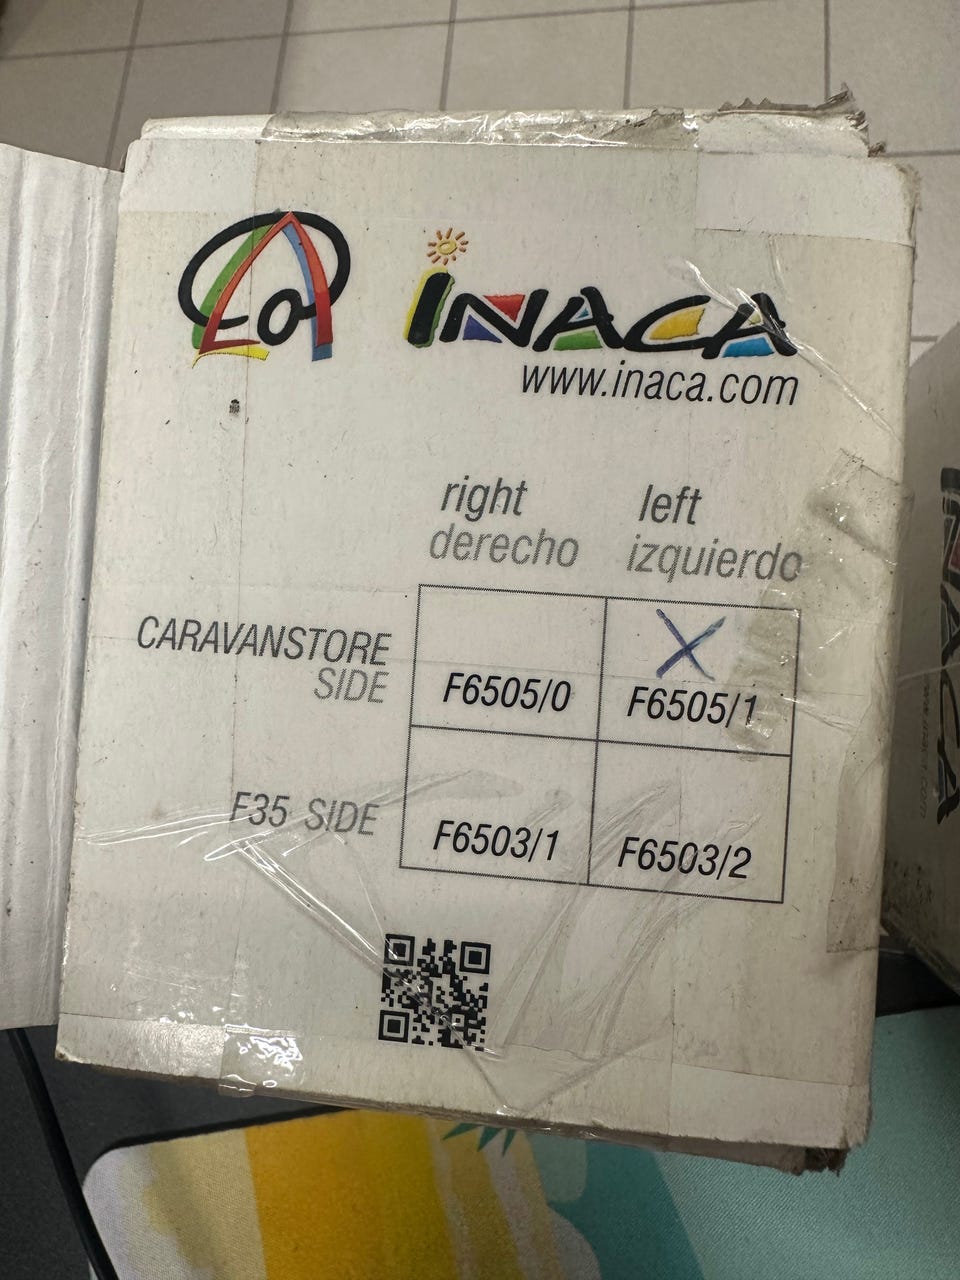 INACA
www.inaca.com
right left
derecho izquierdo
CARAVANSTORE
SIDE
X
F6505/0 F6505/1
F35 SIDE
F6503/1 F6503/2